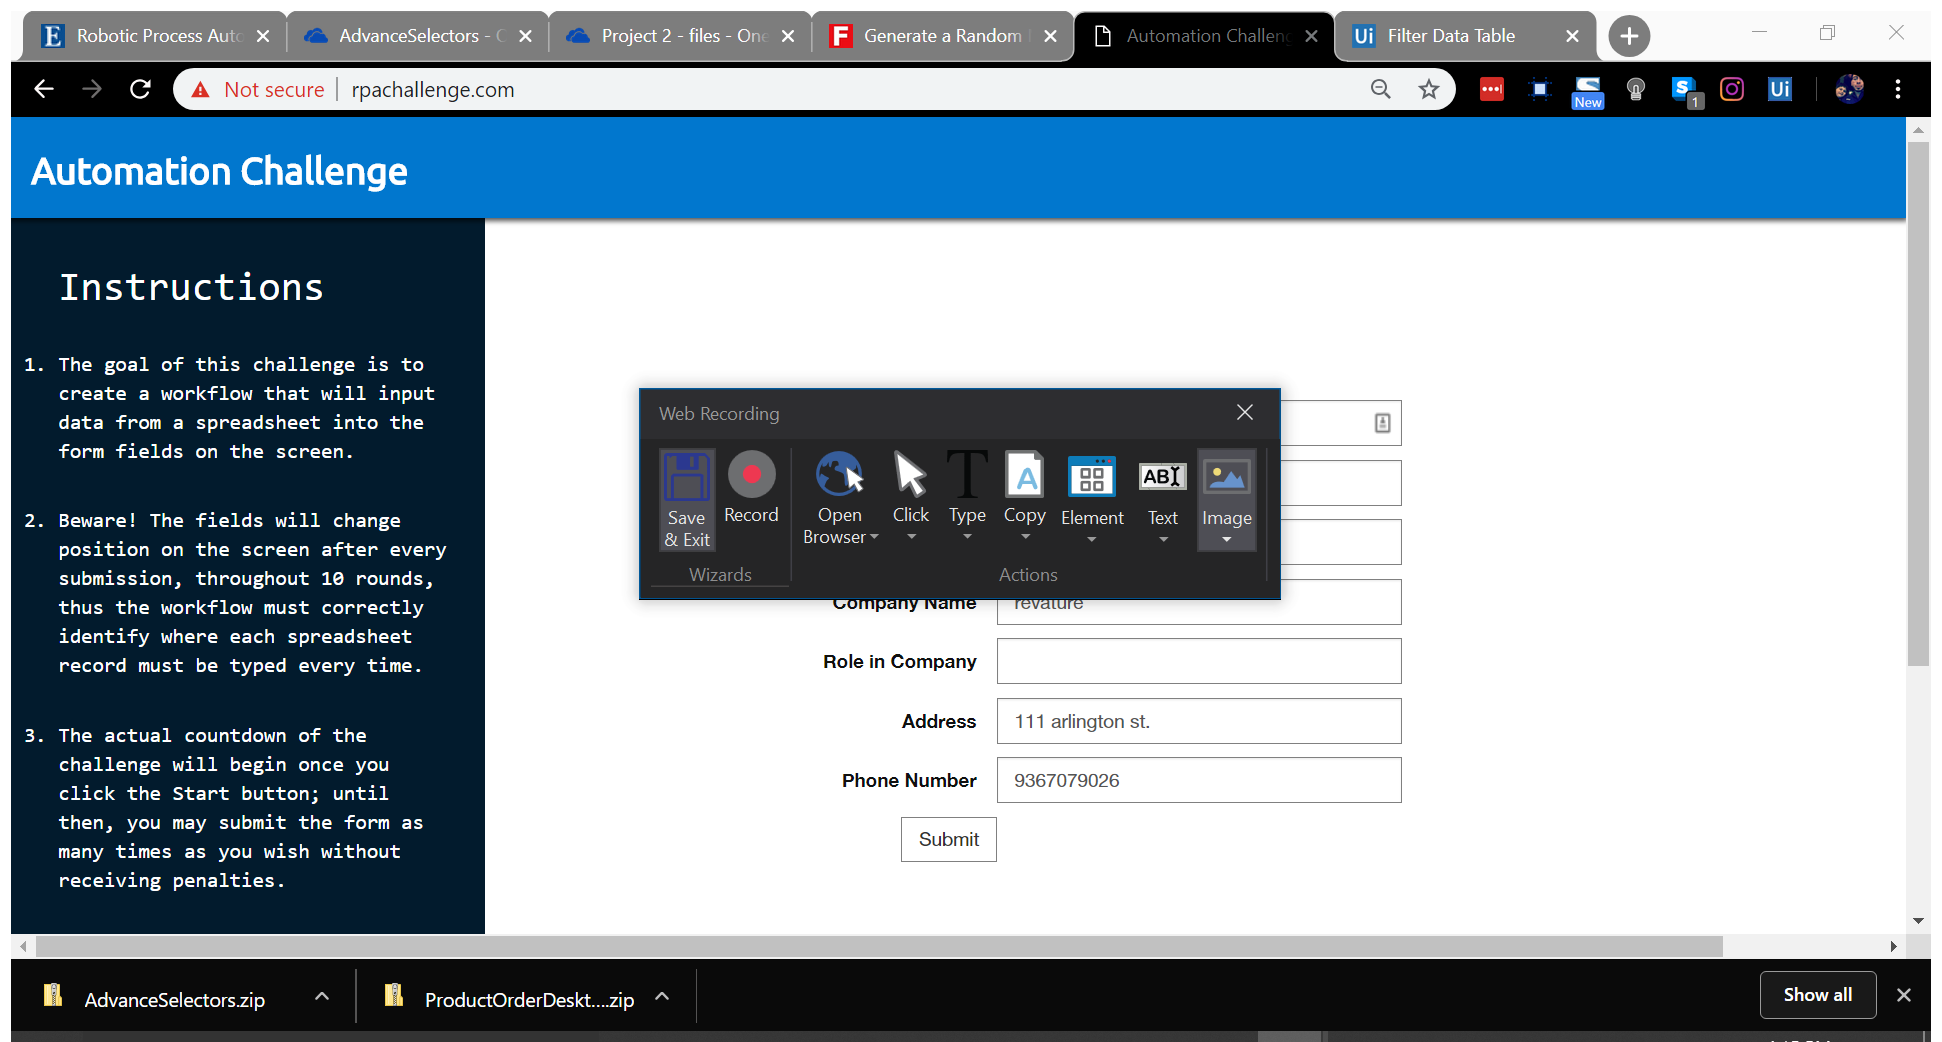 Robotic Process Auto
AdvanceSelectors - O
Project 2 - files - One
Generate a Random
Automation Challeng
Ui Filter Data Table
Not secure
rpachallenge.com
New
1
Ui
Automation Challenge
Instructions
1. The goal of this challenge is to
create a workflow that will input
data from a spreadsheet into the
form fields on the screen.
2. Beware! The fields will change
position on the screen after every
submission, throughout 10 rounds,
thus the workflow must correctly
identify where each spreadsheet
record must be typed every time.
3. The actual countdown of the
challenge will begin once you
click the Start button; until
then, you may submit the form as
many times as you wish without
receiving penalties.
Web Recording
Save
& Exit
Record
Open
Browser
Click
Type
Copy
Element
ABI
Text
Image
Wizards
Actions
Company Name
revature
Role in Company
Address
111 arlington st.
Phone Number
9367079026
Submit
AdvanceSelectors.zip
ProductOrderDeskt....zip
Show all